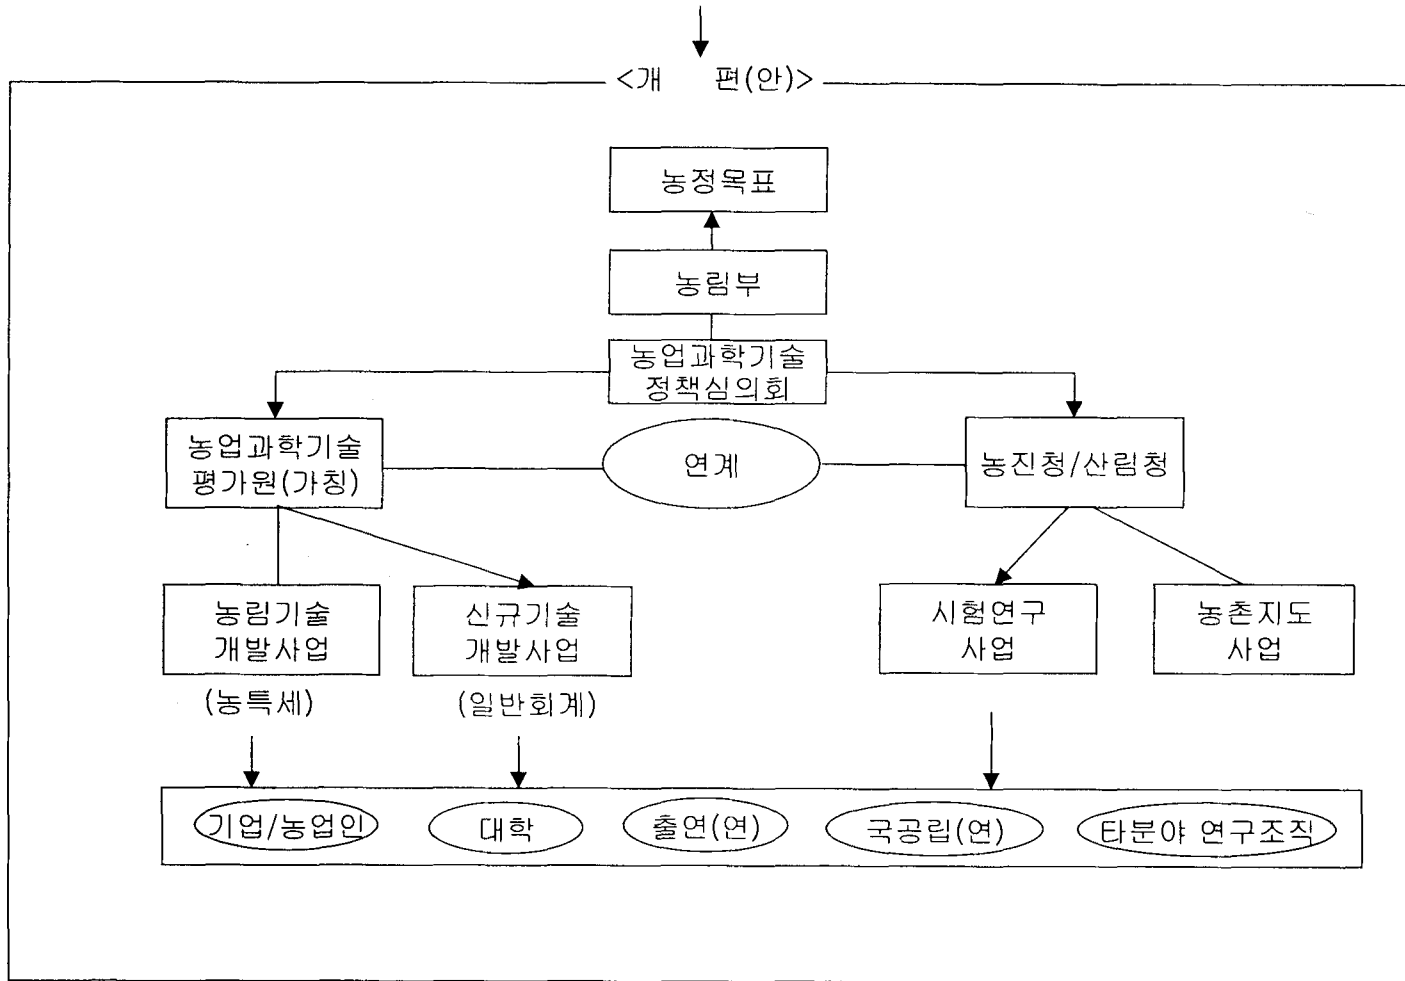 <개 편(안)>
농정목표
농림부
농업과학기술
정책심의회
농업과학기술
평가원(가칭)
연계
농진청/산림청
농림기술
개발사업
(농특세)
신규기술
개발사업
(일반회계)
시험연구
사업
농촌지도
사업
기업/농업인
대학
출연(연)
국공립(연)
타분야 연구조직